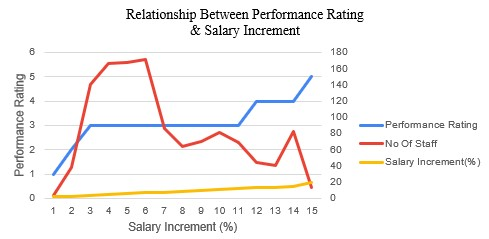 Relationship Between Performance Rating
& Salary Increment
6
5
4
3
2
1
0
Performance Rating
180
160
140
120
100
80
60
40
20
0
1 2 3 4 5 6 7 8 9 10 11 12 13 14 15
Salary Increment (%)
Performance Rating
No Of Staff
Salary Increment(%)